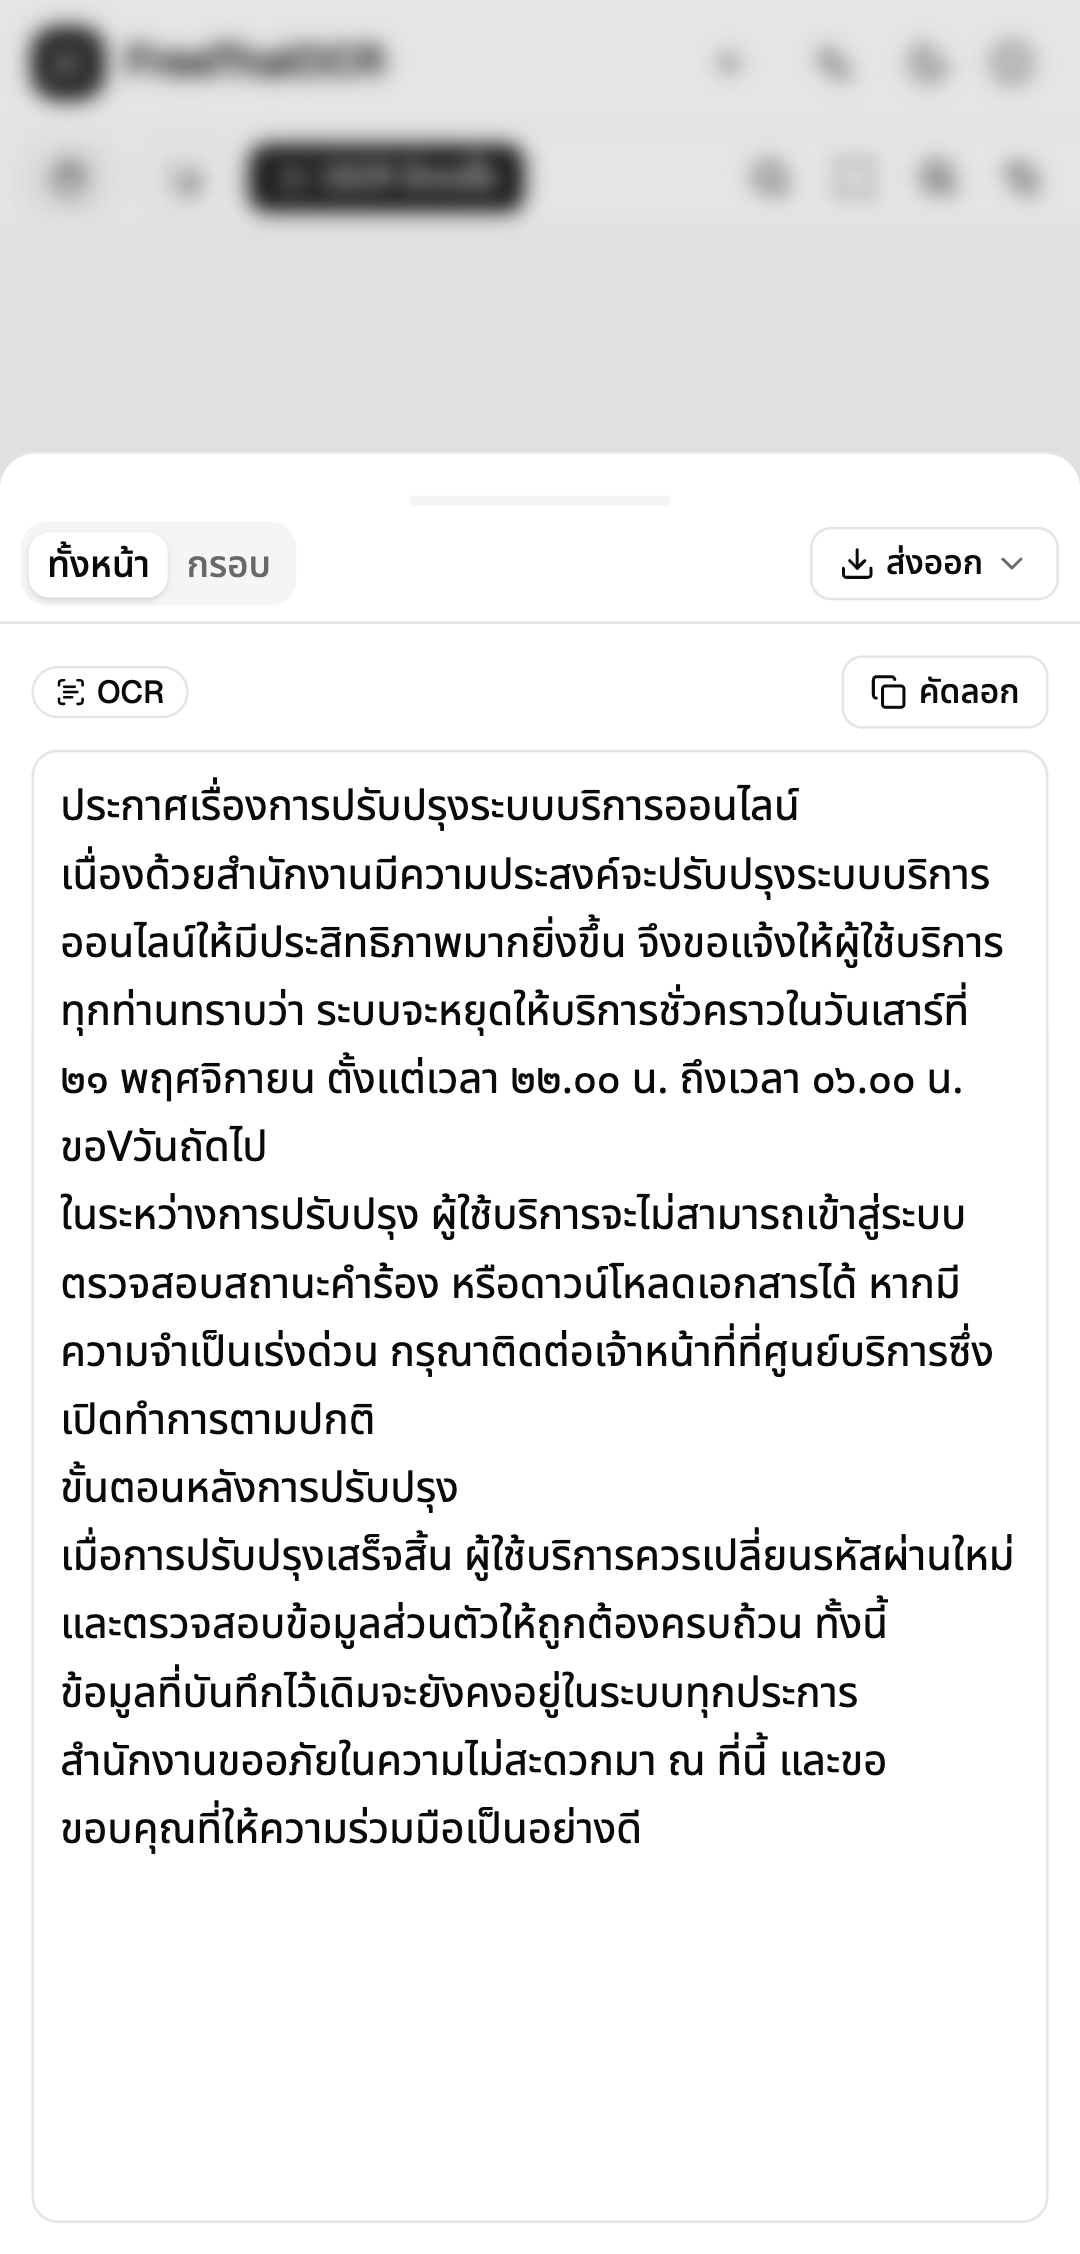 FreeThaiOCR
ทั้งหน้า กรอบ ส่งออก
OCR คัดลอก
ประกาศเรื่องการปรับปรุงระบบบริการออนไลน์
เนื่องด้วยสำนักงานมีความประสงค์จะปรับปรุงระบบบริการ
ออนไลน์ให้มีประสิทธิภาพมากยิ่งขึ้น จึงขอแจ้งให้ผู้ใช้บริการ
ทุกท่านทราบว่า ระบบจะหยุดให้บริการชั่วคราวในวันเสาร์ที่
๒๑ พฤศจิกายน ตั้งแต่เวลา ๒๒.๐๐ น. ถึงเวลา ๐๖.๐๐ น.
ขอVวันถัดไป
ในระหว่างการปรับปรุง ผู้ใช้บริการจะไม่สามารถเข้าสู่ระบบ
ตรวจสอบสถานะคำร้อง หรือดาวน์โหลดเอกสารได้ หากมี
ความจำเป็นเร่งด่วน กรุณาติดต่อเจ้าหน้าที่ที่ศูนย์บริการซึ่ง
เปิดทำการตามปกติ
ขั้นตอนหลังการปรับปรุง
เมื่อการปรับปรุงเสร็จสิ้น ผู้ใช้บริการควรเปลี่ยนรหัสผ่านใหม่
และตรวจสอบข้อมูลส่วนตัวให้ถูกต้องครบถ้วน ทั้งนี้
ข้อมูลที่บันทึกไว้เดิมจะยังคงอยู่ในระบบทุกประการ
สำนักงานขออภัยในความไม่สะดวกมา ณ ที่นี้ และขอ
ขอบคุณที่ให้ความร่วมมือเป็นอย่างดี